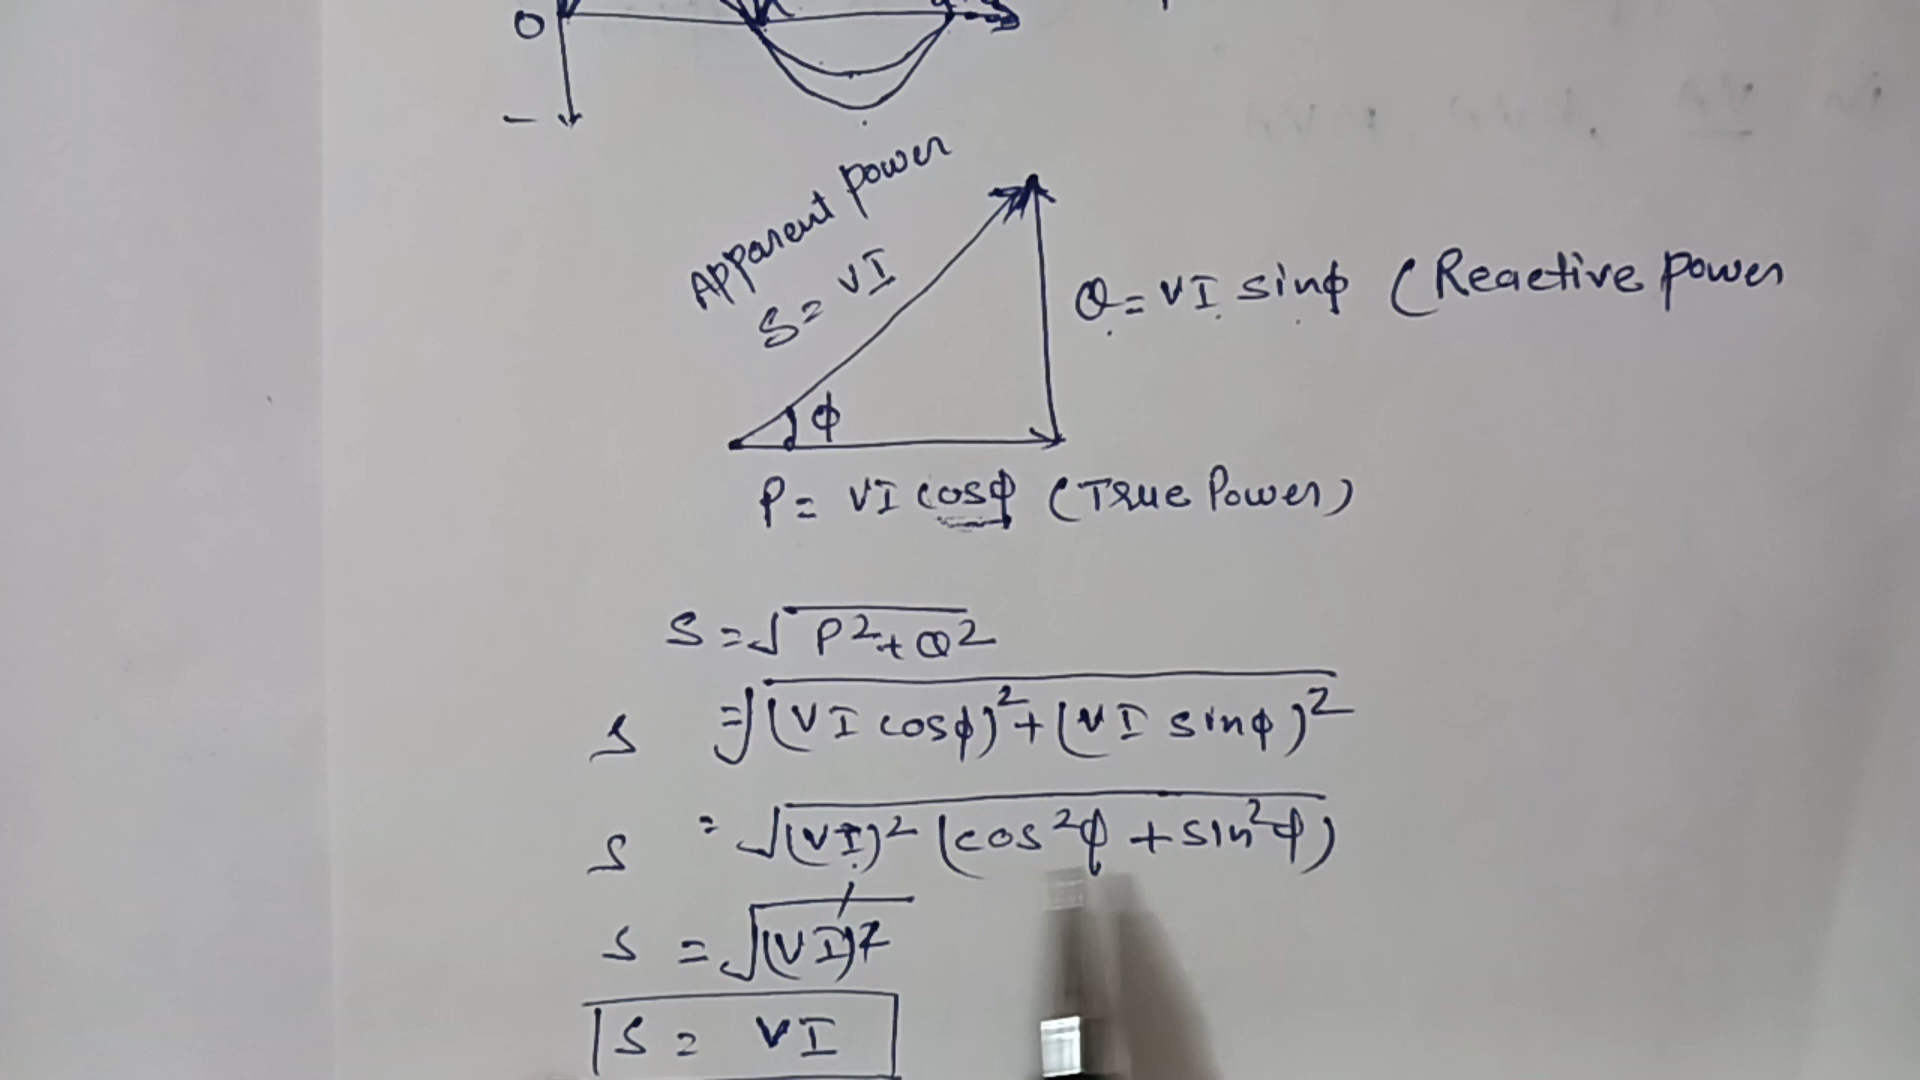 O
-
Apparent power
S = VI
Q = VI sinϕ (Reactive power
ϕ
P = VI cosϕ (True Power)
S = √P²+Q²
S = √(VI cosϕ)²+(VI sinϕ)²
S = √(VI)² (cos²ϕ + sin²ϕ)
S = √(VI)²
S = VI